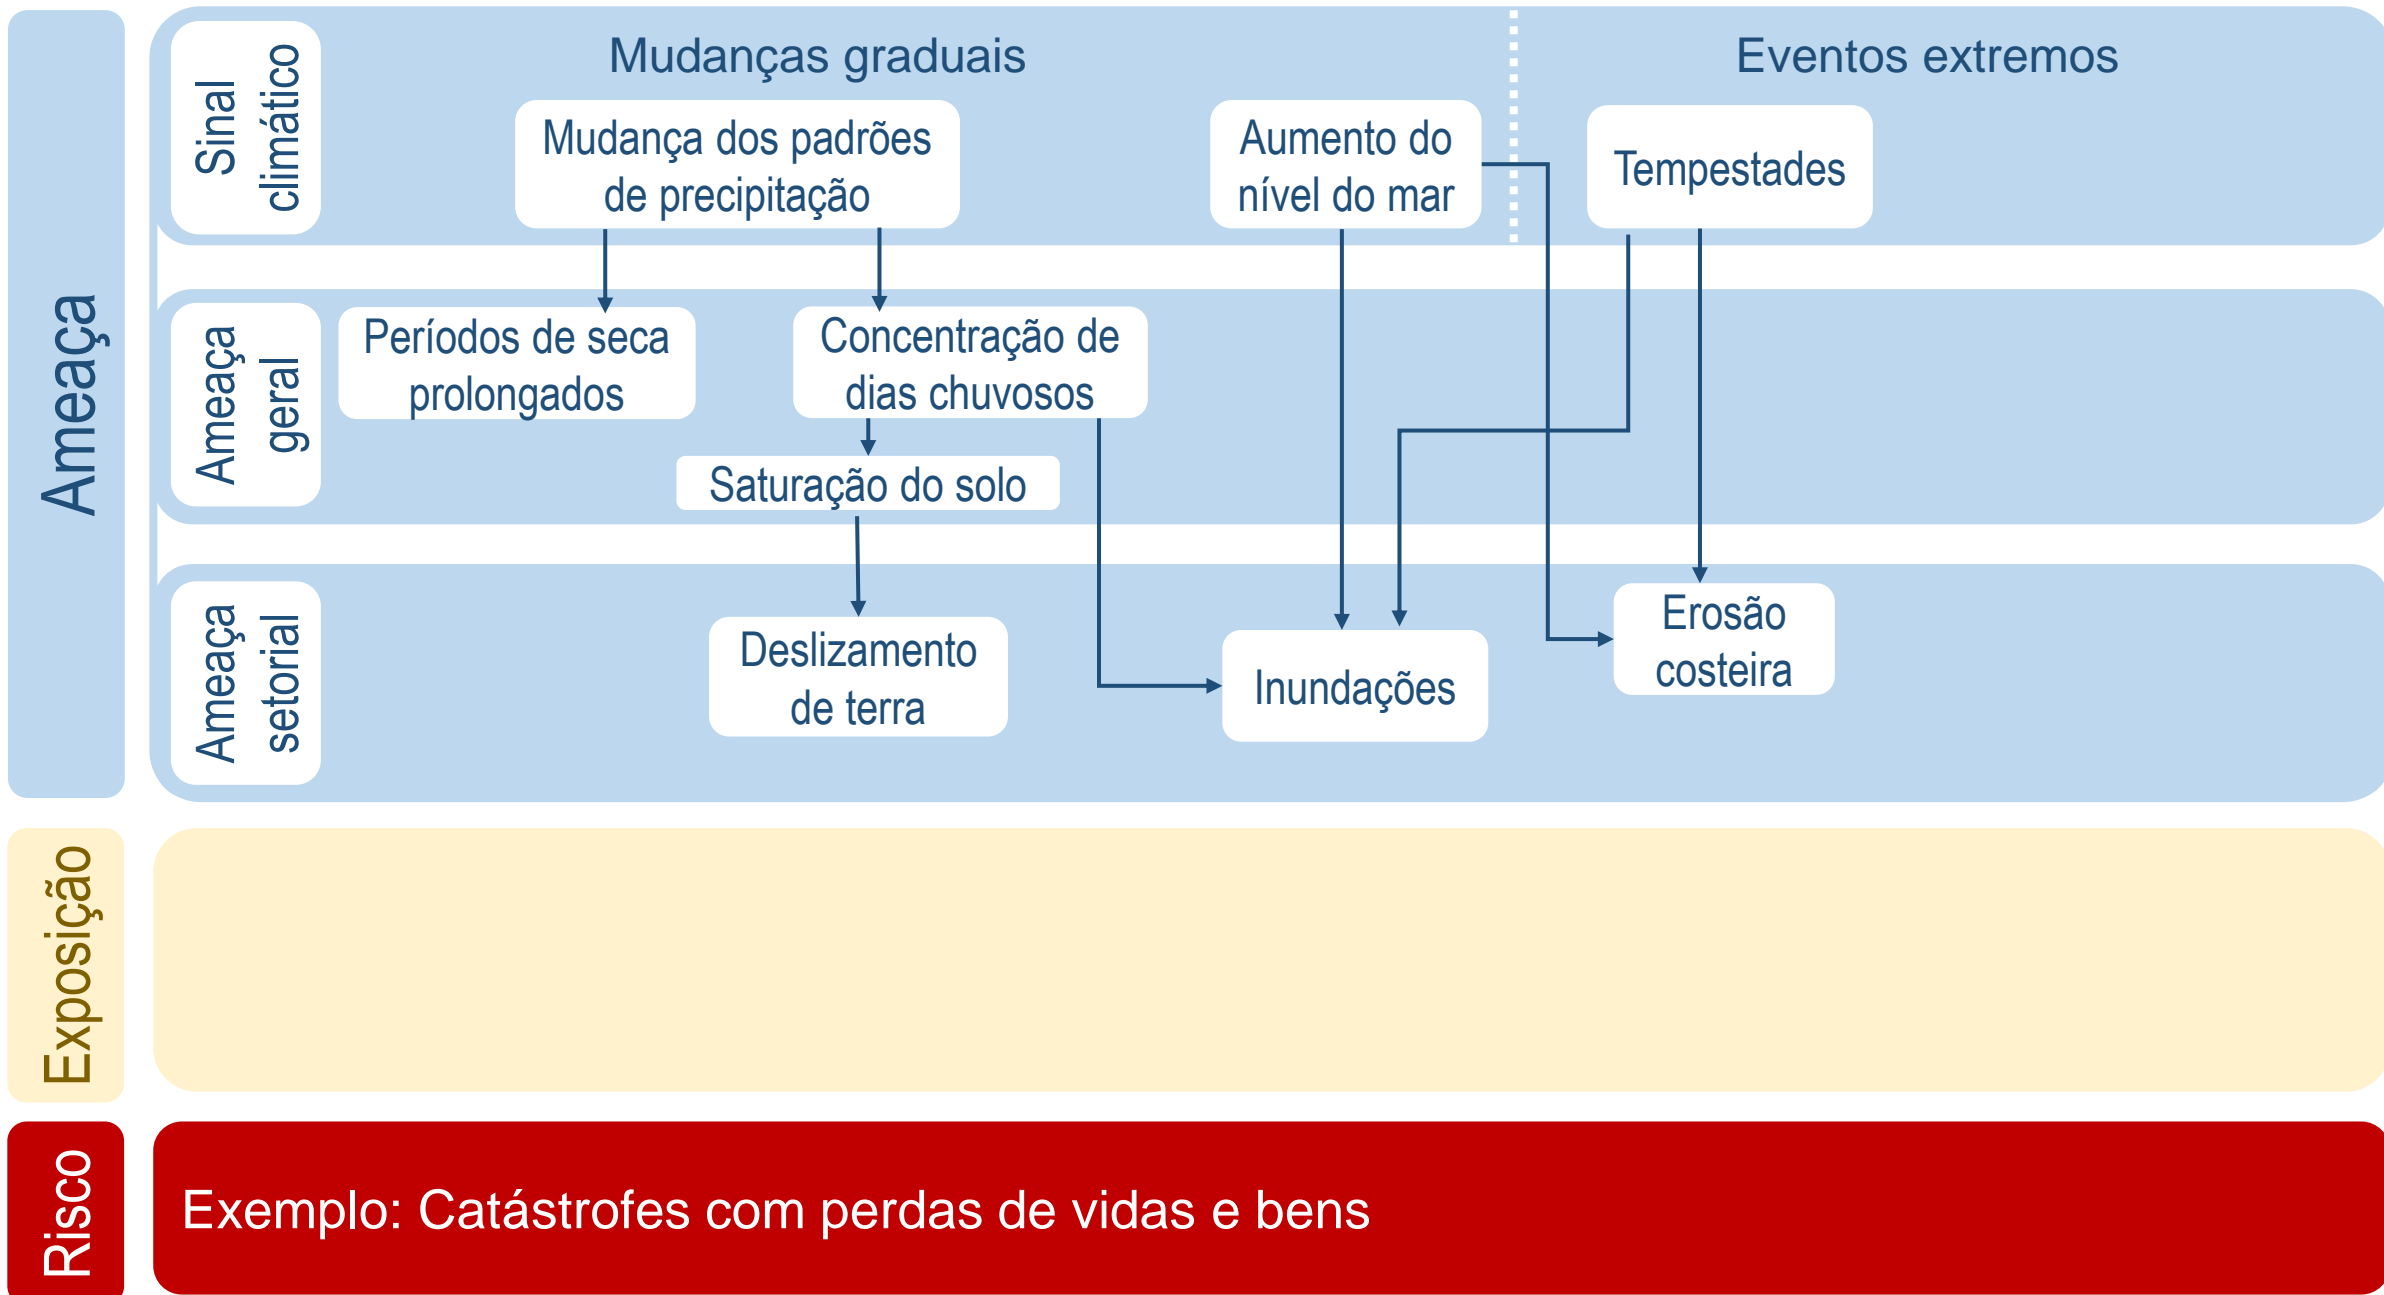 Ameaça
Sinal
climático
Mudanças graduais
Eventos extremos
Mudança dos padrões
de precipitação
Aumento do
nível do mar
Tempestades
Ameaça
geral
Períodos de seca
prolongados
Concentração de
dias chuvosos
Saturação do solo
Ameaça
setorial
Deslizamento
de terra
Inundações
Erosão
costeira
Exposição
Risco
Exemplo: Catástrofes com perdas de vidas e bens